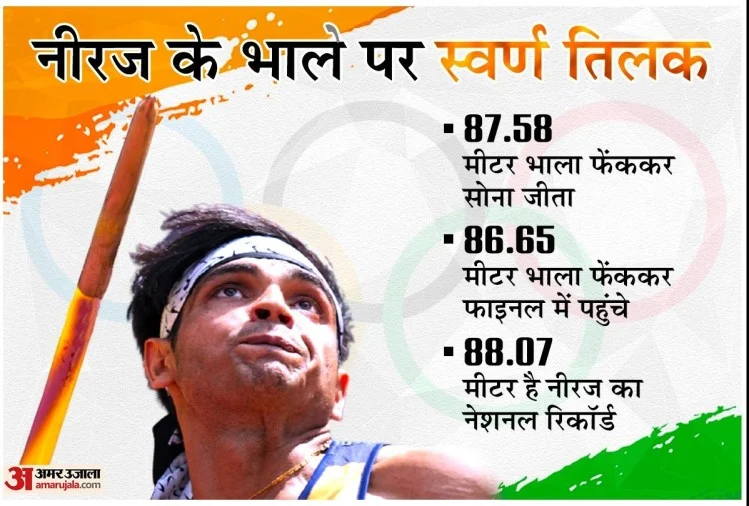 नीरज के भाले पर स्वर्ण तिलक
▪ 87.58
मीटर भाला फेंककर
सोना जीता
▪ 86.65
मीटर भाला फेंककर
फाइनल में पहुंचे
▪ 88.07
मीटर है नीरज का
नेशनल रिकॉर्ड
अ अमर उजाला
amarujala.com